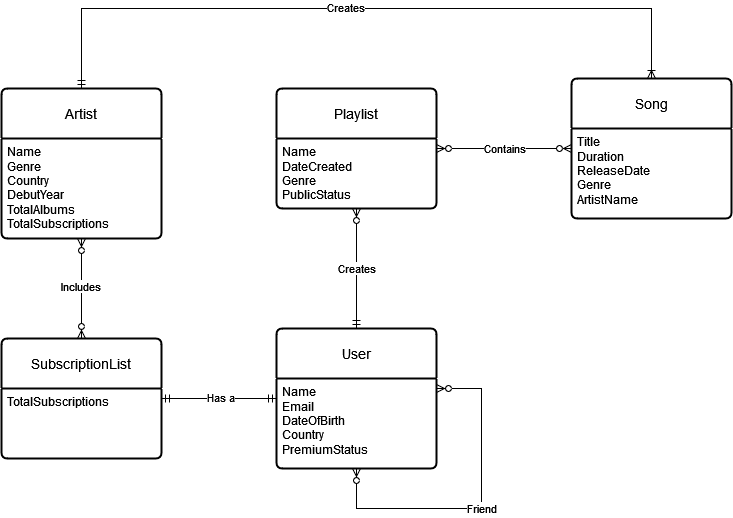 Creates
Artist
Name
Genre
Country
DebutYear
TotalAlbums
TotalSubscriptions
Playlist
Name
DateCreated
Genre
PublicStatus
Contains
Song
Title
Duration
ReleaseDate
Genre
ArtistName
Includes
Creates
SubscriptionList
TotalSubscriptions
Has a
User
Name
Email
DateOfBirth
Country
PremiumStatus
Friend